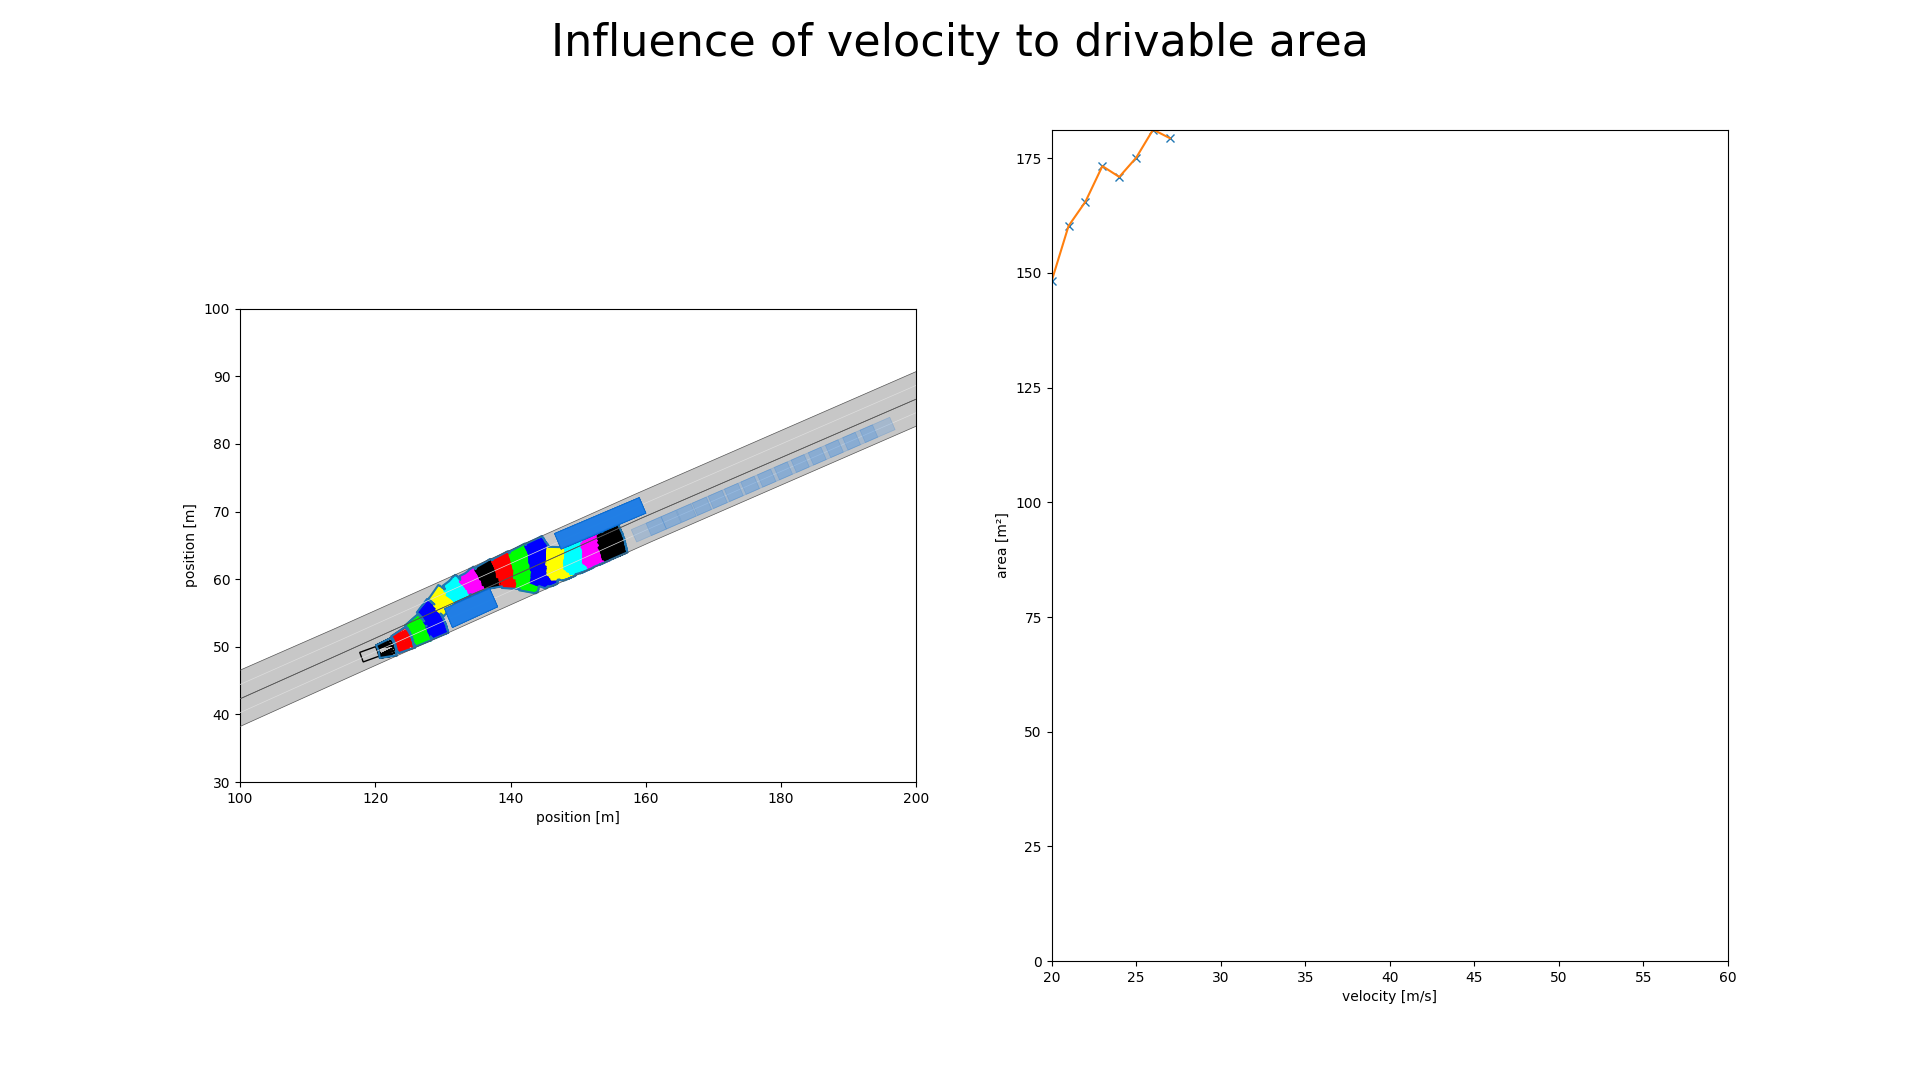 Influence of velocity to drivable area
100
90
80
70
60
50
40
30
position [m]
100 120 140 160 180 200
position [m]
175
150
125
100
75
50
25
0
area [m²]
20 25 30 35 40 45 50 55 60
velocity [m/s]